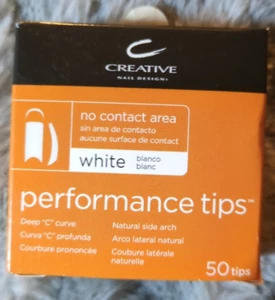 CREATIVE
NAIL DESIGN®
no contact area
sin area de contacto
aucune surface de contact
white blanco
blanc
performance tips™
Deep "C" curve
Curva "C" profunda
Courbure prononcée
Natural side arch
Arco lateral natural
Coubure latérale
naturelle
50 tips